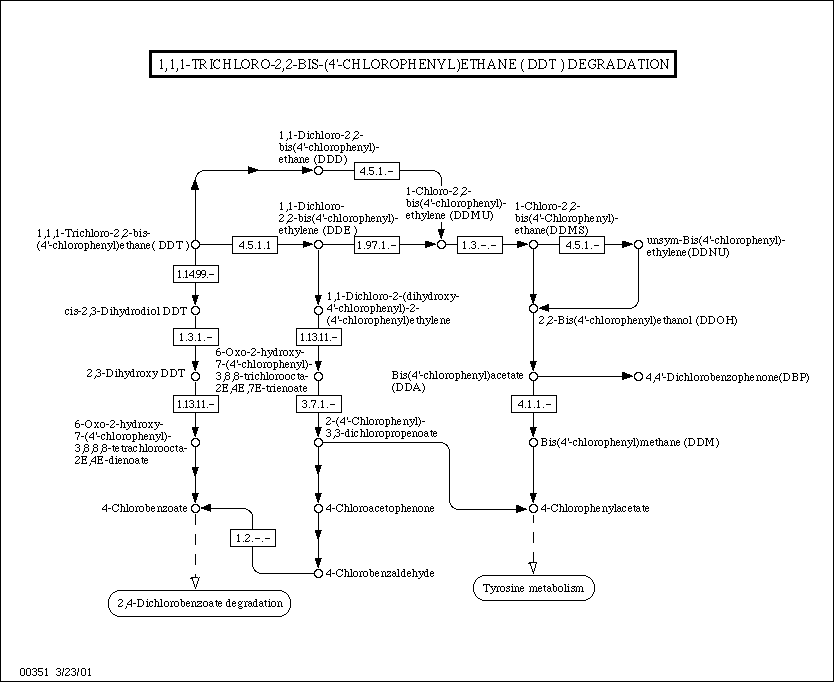 1,1,1-TRICHLORO-2,2-BIS-(4'-CHLOROPHENYL)ETHANE ( DDT ) DEGRADATION
1,1-Dichloro-2,2-
bis(4'-chlorophenyl)-
ethane (DDD)
4.5.1.-
1-Chloro-2,2-
bis(4'-chlorophenyl)-
ethylene (DDMU)
1,1-Dichloro-
2,2-bis(4'-chlorophenyl)-
ethylene (DDE)
1-Chloro-2,2-
bis(4'-Chlorophenyl)-
ethane(DDMS)
1,1,1-Trichloro-2,2-bis-
(4'-chlorophenyl)ethane( DDT)
4.5.1.1
1.97.1.-
1.3.-.-
4.5.1.-
unsym-Bis(4'-chlorophenyl)-
ethylene(DDNU)
1.14.99.-
cis-2,3-Dihydrodiol DDT
1,1-Dichloro-2-(dihydroxy-
4'-chlorophenyl)-2-
(4'-chlorophenyl)ethylene
2,2-Bis(4'-chlorophenyl)ethanol (DDOH)
1.3.1.-
1.13.11.-
2,3-Dihydroxy DDT
6-Oxo-2-hydroxy-
7-(4'-chlorophenyl)-
3,8,8-trichloroocta-
2E,4E,7E-trienoate
Bis(4'-chlorophenyl)acetate
(DDA)
4,4'-Dichlorobenzophenone(DBP)
1.13.11.-
3.7.1.-
4.1.1.-
6-Oxo-2-hydroxy-
7-(4'-chlorophenyl)-
3,8,8,8-tetrachloroocta-
2E,4E-dienoate
2-(4'-Chlorophenyl)-
3,3-dichloropropenoate
Bis(4'-chlorophenyl)methane (DDM)
4-Chlorobenzoate
4-Chloroacetophenone
4-Chlorophenylacetate
1.2.-.-
4-Chlorobenzaldehyde
2,4-Dichlorobenzoate degradation
Tyrosine metabolism
00351 3/23/01